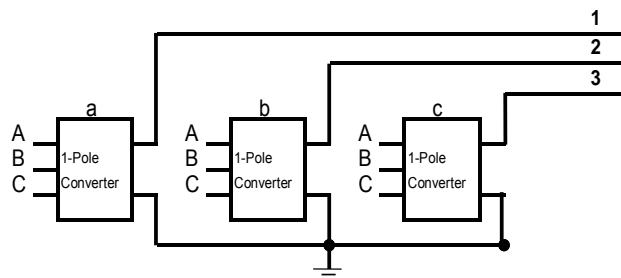 1
2
3
a b c
A A A
B 1-Pole B 1-Pole B 1-Pole
C Converter C Converter C Converter